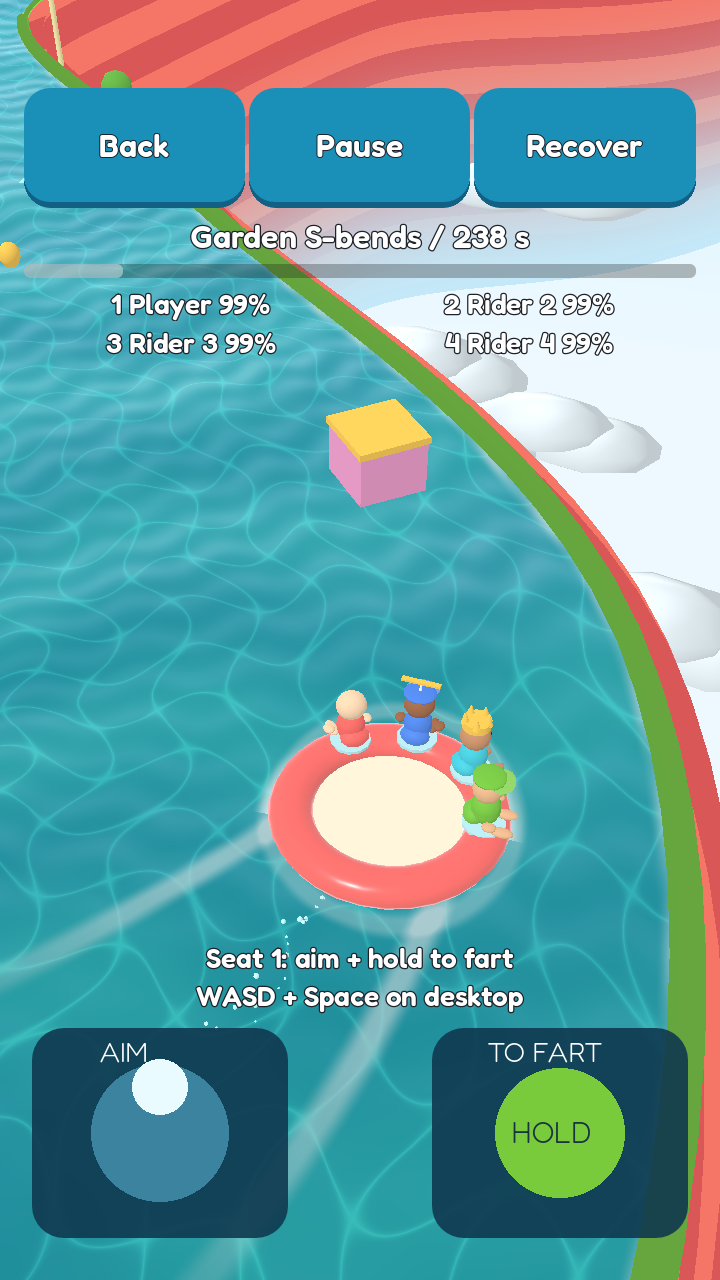 Back
Pause
Recover
Garden S-bends / 238 s
1 Player 99%
2 Rider 2 99%
3 Rider 3 99%
4 Rider 4 99%
Seat 1: aim + hold to fart
WASD + Space on desktop
AIM
TO FART
HOLD